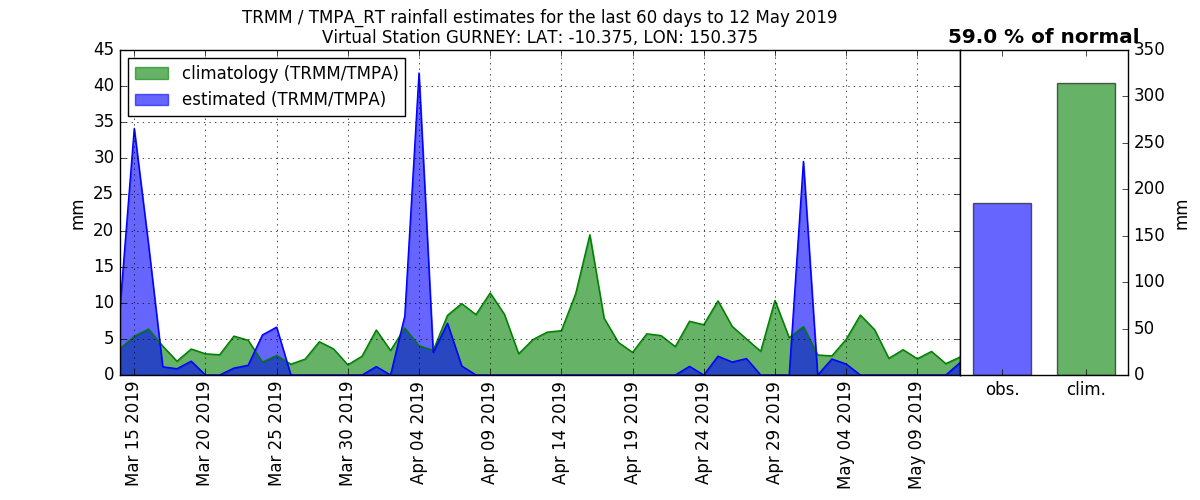 TRMM / TMPA_RT rainfall estimates for the last 60 days to 12 May 2019
Virtual Station GURNEY: LAT: -10.375, LON: 150.375
59.0 % of normal
climatology (TRMM/TMPA)
estimated (TRMM/TMPA)
45
40
35
30
25
20
15
10
5
0
mm
Mar 15 2019
Mar 20 2019
Mar 25 2019
Mar 30 2019
Apr 04 2019
Apr 09 2019
Apr 14 2019
Apr 19 2019
Apr 24 2019
Apr 29 2019
May 04 2019
May 09 2019
obs.
clim.
350
300
250
200
150
100
50
0
mm